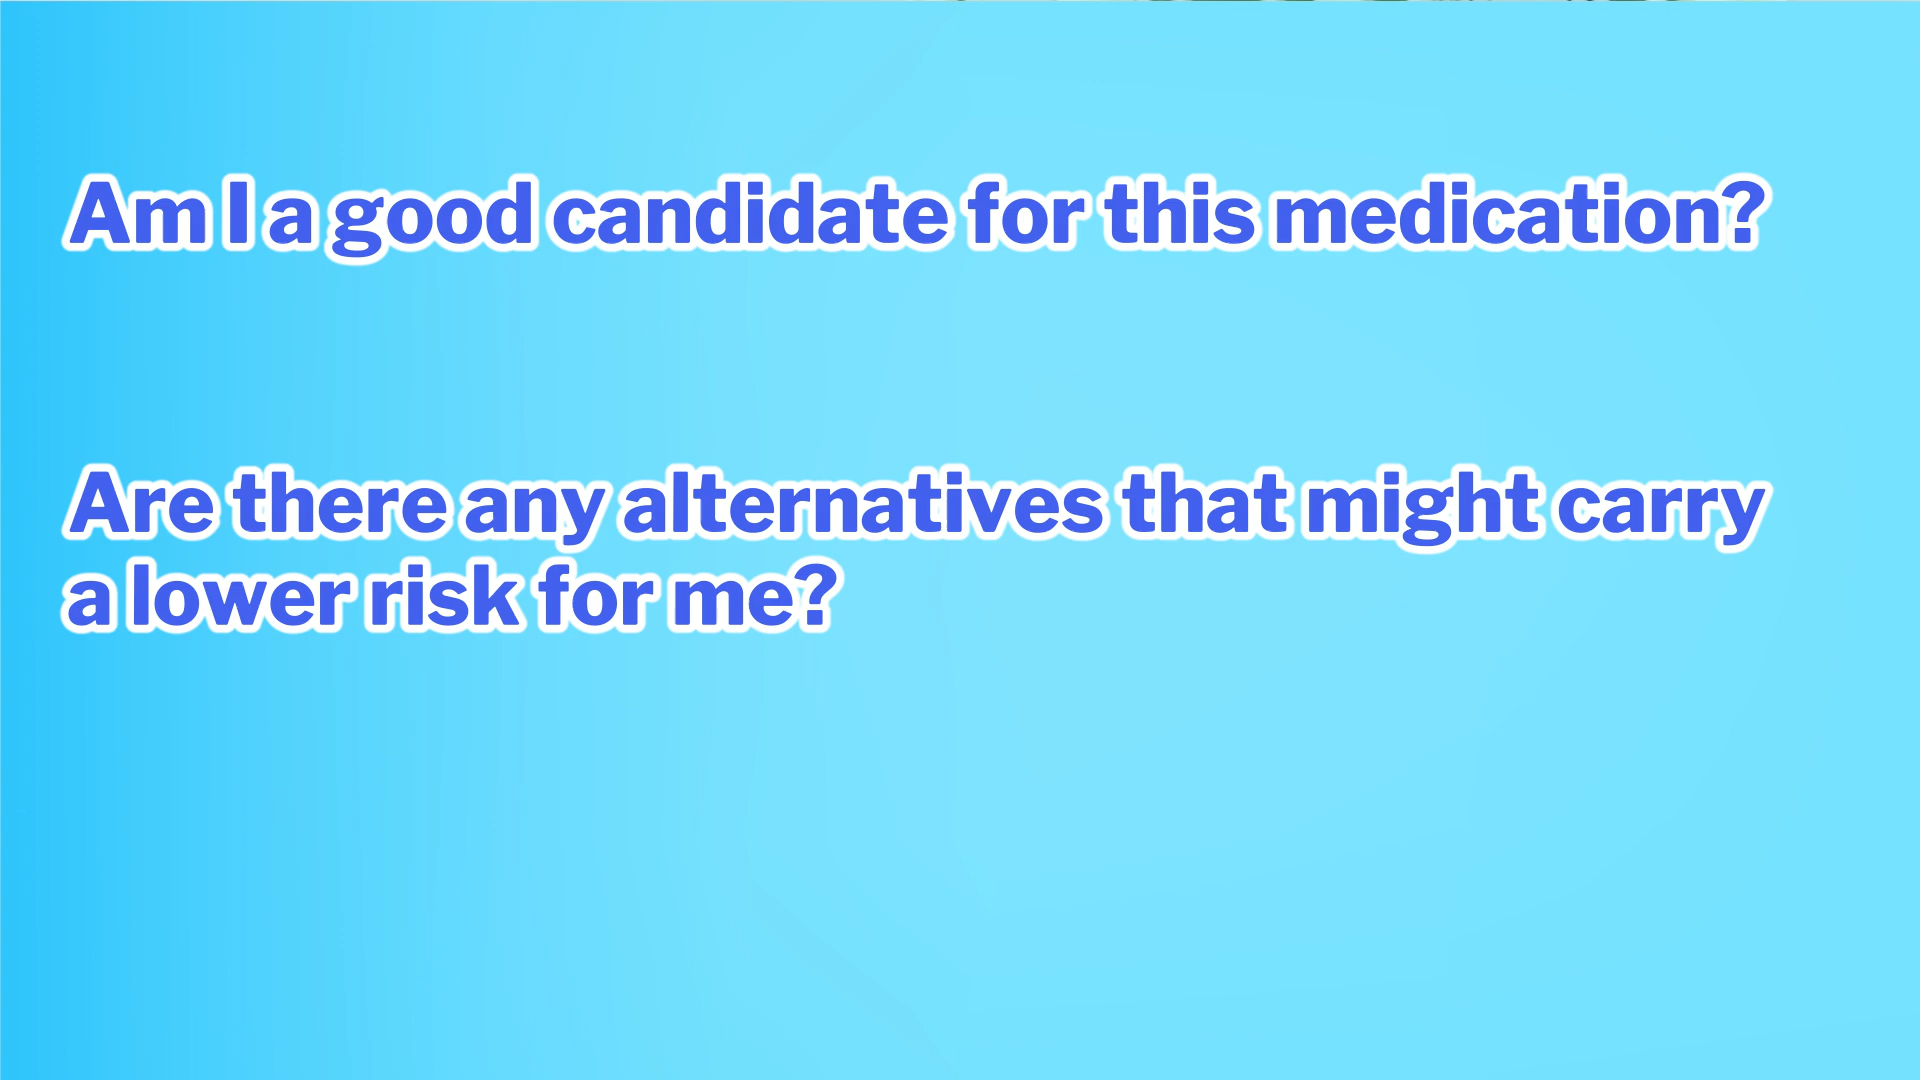 Am I a good candidate for this medication?
Are there any alternatives that might carry
a lower risk for me?